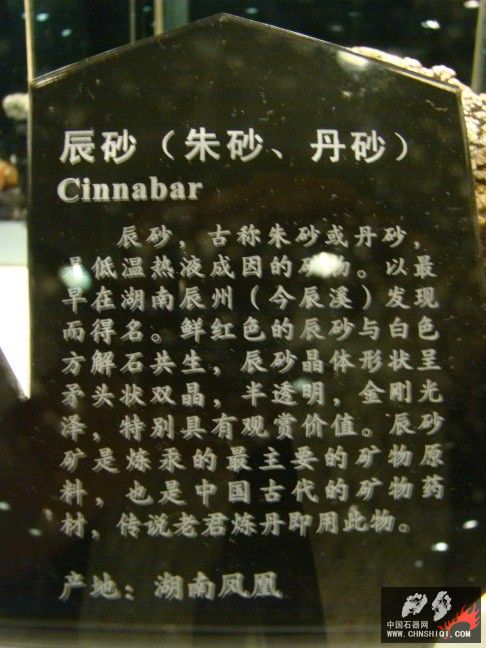 辰砂（朱砂、丹砂）
Cinnabar
辰砂，古称朱砂或丹砂，
是低温热液成因的矿物。以最
早在湖南辰州（今辰溪）发现
而得名。鲜红色的辰砂与白色
方解石共生，辰砂晶体形状呈
矛头状双晶，半透明，金刚光
泽，特别具有观赏价值。辰砂
矿是炼汞的最主要的矿物原
料，也是中国古代的矿物药
材，传说老君炼丹即用此物。
产地：湖南凤凰
中国石器网
WWW.CHNSHIQI.COM